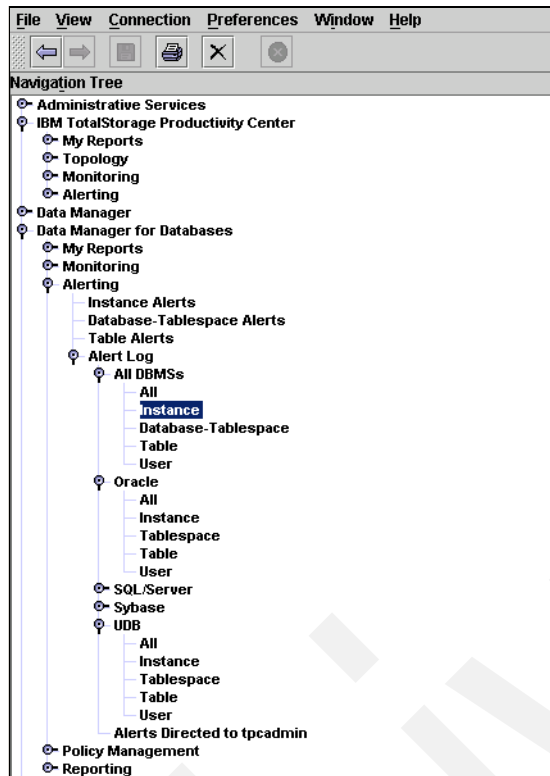 File View Connection Preferences Window Help
Navigation Tree
Administrative Services
IBM TotalStorage Productivity Center
My Reports
Topology
Monitoring
Alerting
Data Manager
Data Manager for Databases
My Reports
Monitoring
Alerting
Instance Alerts
Database-Tablespace Alerts
Table Alerts
Alert Log
All DBMSs
All
Instance
Database-Tablespace
Table
User
Oracle
All
Instance
Tablespace
Table
User
SQL/Server
Sybase
UDB
All
Instance
Tablespace
Table
User
Alerts Directed to tpcadmin
Policy Management
Reporting